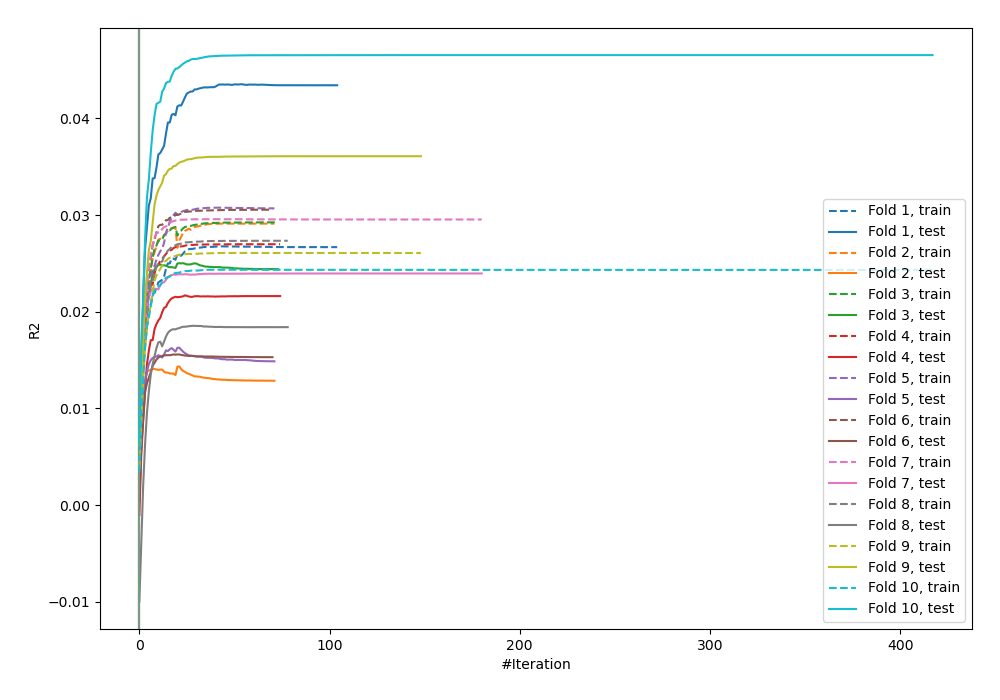 0.04
0.03
0.02
0.01
0.00
−0.01
R2
0
100
200
300
400
#Iteration
Fold 1, train
Fold 1, test
Fold 2, train
Fold 2, test
Fold 3, train
Fold 3, test
Fold 4, train
Fold 4, test
Fold 5, train
Fold 5, test
Fold 6, train
Fold 6, test
Fold 7, train
Fold 7, test
Fold 8, train
Fold 8, test
Fold 9, train
Fold 9, test
Fold 10, train
Fold 10, test